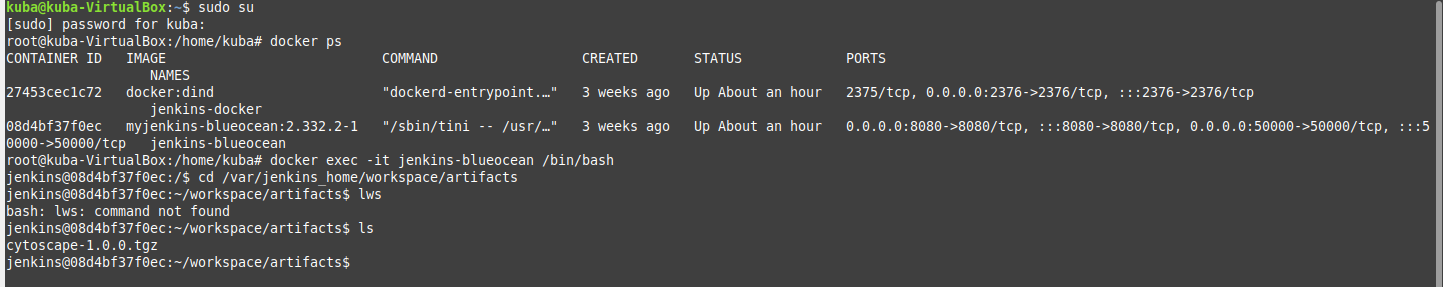 kuba@kuba-VirtualBox:~$ sudo su
[sudo] password for kuba:
root@kuba-VirtualBox:/home/kuba# docker ps
CONTAINER ID   IMAGE                        COMMAND                  CREATED       STATUS             PORTS
                  NAMES
27453cec1c72   docker:dind                  "dockerd-entrypoint.…"   3 weeks ago   Up About an hour   2375/tcp, 0.0.0.0:2376->2376/tcp, :::2376->2376/tcp
                  jenkins-docker
08d4bf37f0ec   myjenkins-blueocean:2.332.2-1   "/sbin/tini -- /usr/…"   3 weeks ago   Up About an hour   0.0.0.0:8080->8080/tcp, :::8080->8080/tcp, 0.0.0.0:50000->50000/tcp, :::5
0000->50000/tcp   jenkins-blueocean
root@kuba-VirtualBox:/home/kuba# docker exec -it jenkins-blueocean /bin/bash
jenkins@08d4bf37f0ec:/$ cd /var/jenkins_home/workspace/artifacts
jenkins@08d4bf37f0ec:~/workspace/artifacts$ lws
bash: lws: command not found
jenkins@08d4bf37f0ec:~/workspace/artifacts$ ls
cytoscape-1.0.0.tgz
jenkins@08d4bf37f0ec:~/workspace/artifacts$